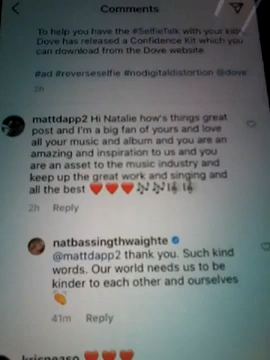 Comments
To help you have the #SelfieTalk with your kids,
Dove has released a Confidence Kit which you
can download from the Dove website
#ad #reverseselfie #nodigitaldistortion @dove
2h
mattdapp2 Hi Natalie how's things great
post and I'm a big fan of yours and love
all your music and album and you are an
amazing and inspiration to us and you
are an asset to the music industry and
keep up the great work and singing and
all the best ❤️❤️❤️🎶🎶🎼🎼
2h Reply
natbassingthwaighte
@mattdapp2 thank you. Such kind
words. Our world needs us to be
kinder to each other and ourselves
👏
41m Reply
❤️❤️❤️